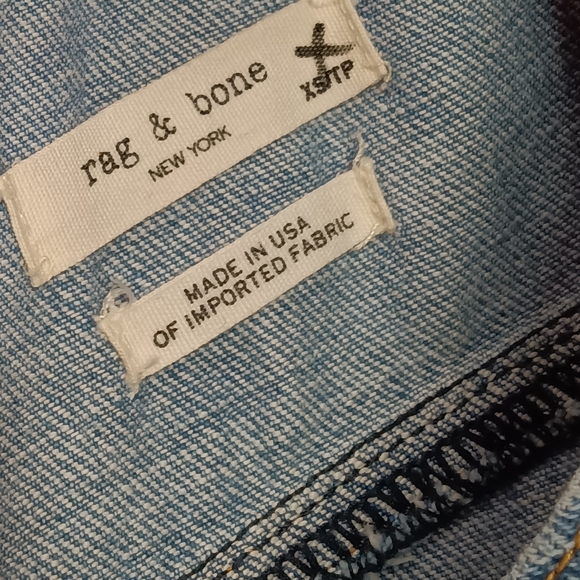 rag & bone
NEW YORK
XS/TP
MADE IN USA
OF IMPORTED FABRIC